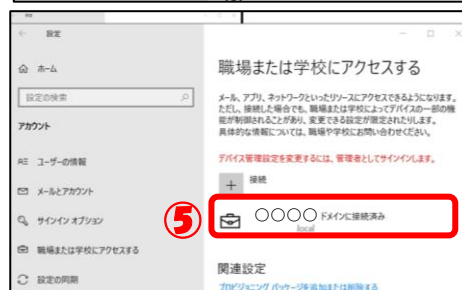 設定
ホーム
設定の検索
アカウント
ユーザーの情報
メールとアカウント
サインイン オプション
職場または学校にアクセスする
設定の同期
職場または学校にアクセスする
メール、アプリ、ネットワークといったリソースにアクセスできるようになります。
ただし、接続した場合でも、職場または学校によってデバイスの一部の機
能が制御されることがあり、変更できる設定が限定されたりします。
具体的な情報については、職場や学校にお問い合わせください。
デバイス管理設定を変更するには、管理者としてサインインします。
接続
⑤
○○○○ドメインに接続済み
local
関連設定
プロビジョニング パッケージを追加または削除する